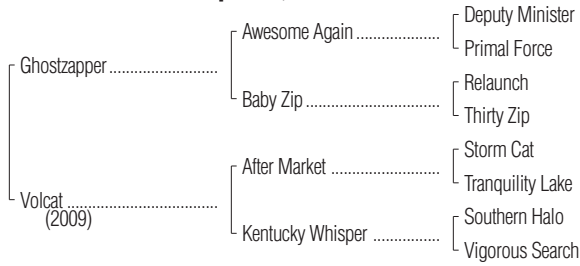 Deputy Minister
Awesome Again
Primal Force
Ghostzapper
Relaunch
Baby Zip
Thirty Zip
Storm Cat
After Market
Tranquility Lake
Volcat
(2009)
Southern Halo
Kentucky Whisper
Vigorous Search